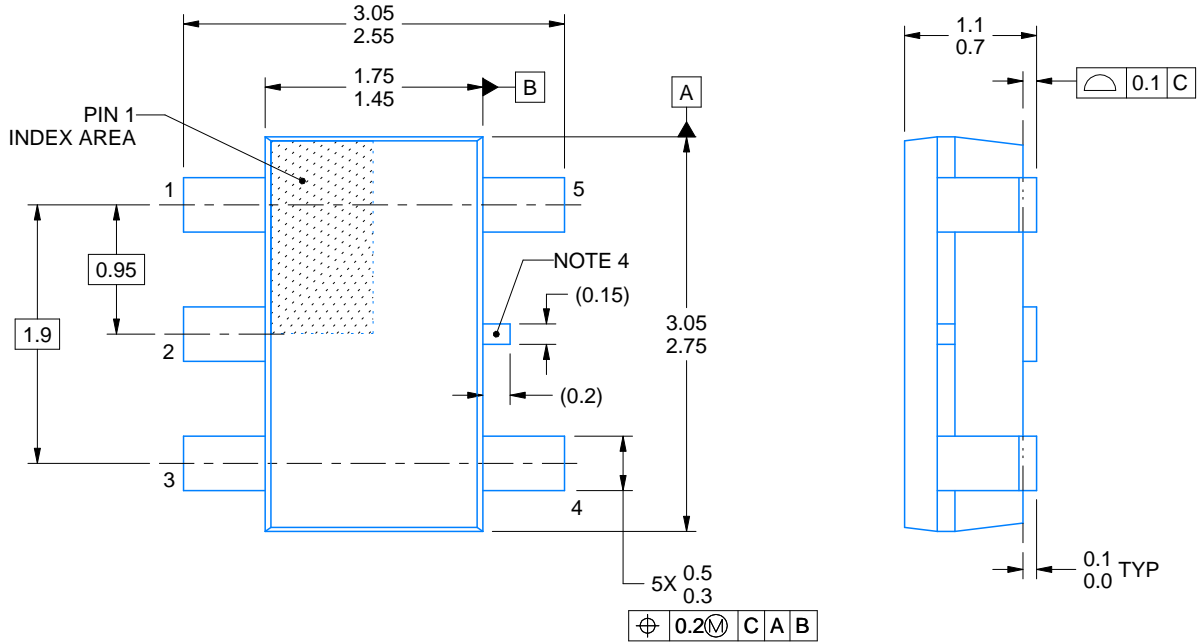 3.05
2.55
1.75
1.45
B
A
1.1
0.7
⌓ 0.1 C
PIN 1
INDEX AREA
1
5
0.95
NOTE 4
(0.15)
1.9
2
3.05
2.75
(0.2)
3
4
5X 0.5
0.3
⌖ 0.2Ⓜ C A B
0.1
0.0 TYP